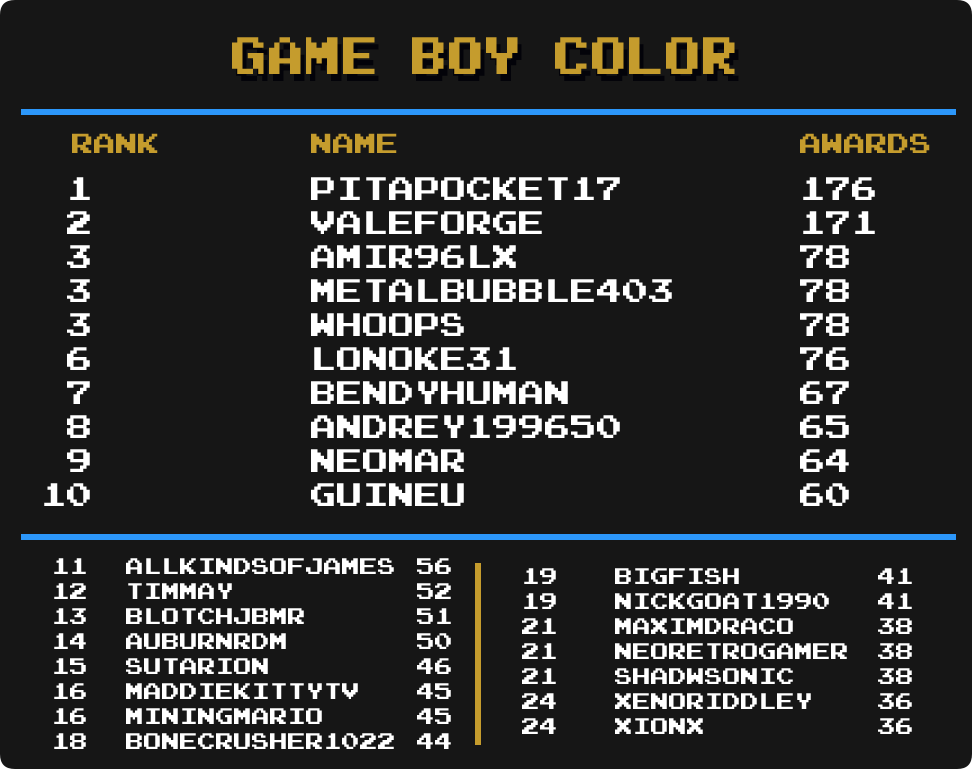 GAME BOY COLOR
RANK NAME AWARDS
1 PITAPOCKET17 176
2 VALEFORGE 171
3 AMIR96LX 78
3 METALBUBBLE403 78
3 WHOOPS 78
6 LONOKE31 76
7 BENDYHUMAN 67
8 ANDREY199650 65
9 NEOMAR 64
10 GUINEU 60
11 ALLKINDSOFJAMES 56
12 TIMMAY 52
13 BLOTCHJBMR 51
14 AUBURNRDM 50
15 SUTARION 46
16 MADDIEKITTYTV 45
16 MININGMARIO 45
18 BONECRUSHER1022 44
19 BIGFISH 41
19 NICKGOAT1990 41
21 MAXIMDRACO 38
21 NEORETROGAMER 38
21 SHADWSONIC 38
24 XENORIDDLEY 36
24 XIONX 36